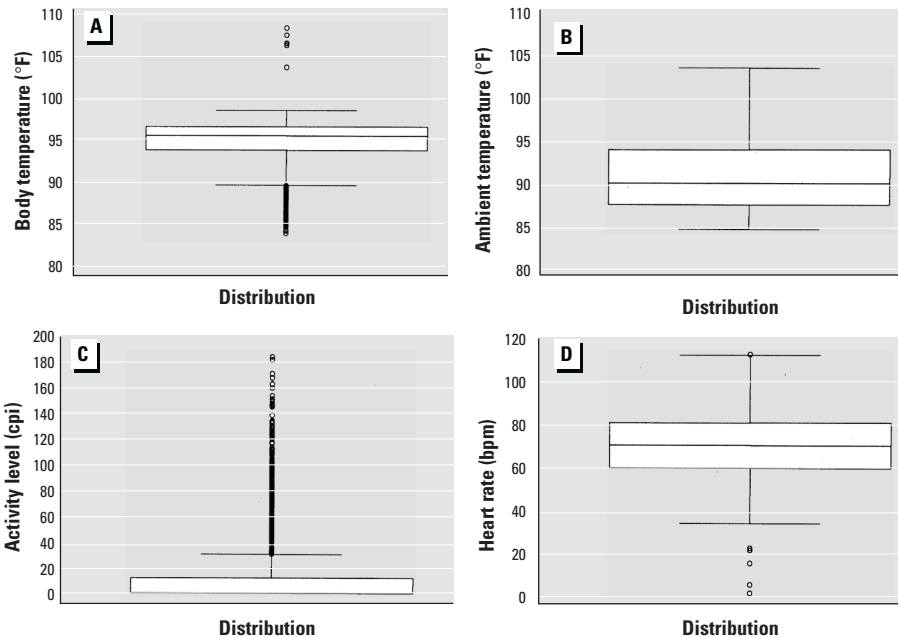 A
Body temperature (°F)
110
105
100
95
90
85
80
Distribution
B
Ambient temperature (°F)
110
105
100
95
90
85
80
Distribution
C
Activity level (cpi)
200
180
160
140
120
100
80
60
40
20
0
Distribution
D
Heart rate (bpm)
120
100
80
60
40
20
0
Distribution